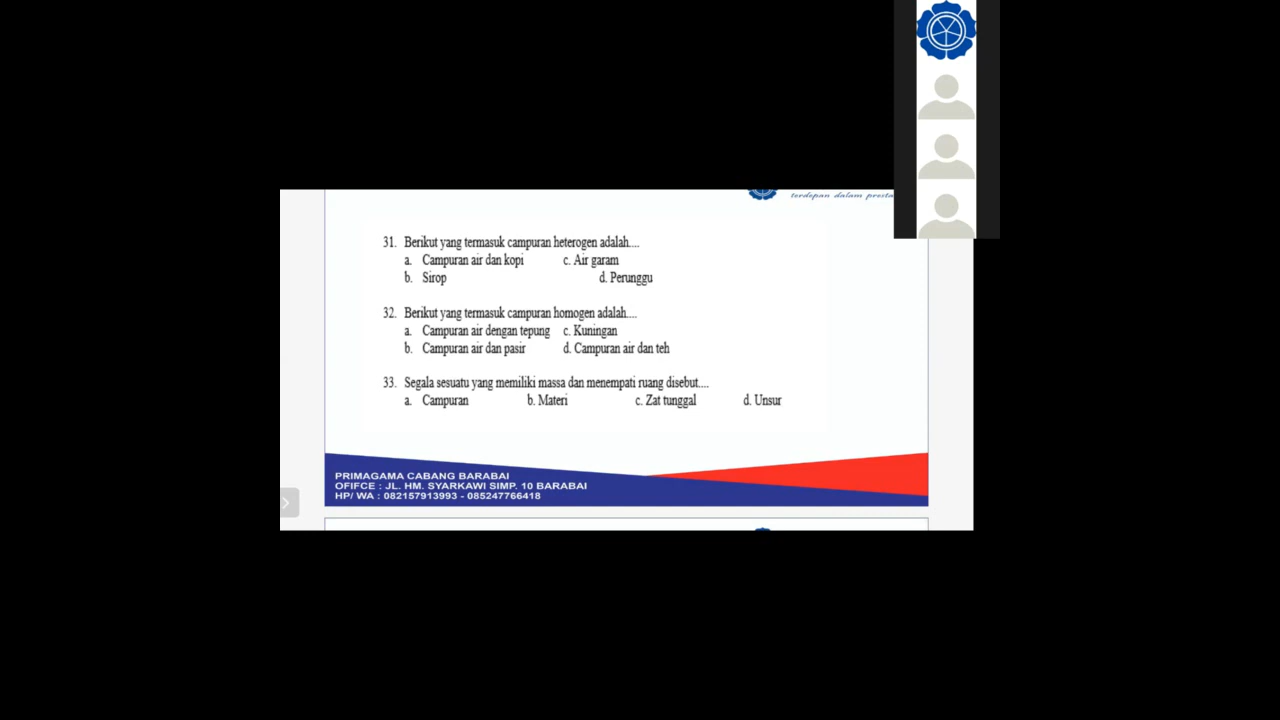 terdepan dalam presta
31. Berikut yang termasuk campuran heterogen adalah....
a. Campuran air dan kopi c. Air garam
b. Sirop d. Perunggu
32. Berikut yang termasuk campuran homogen adalah....
a. Campuran air dengan tepung c. Kuningan
b. Campuran air dan pasir d. Campuran air dan teh
33. Segala sesuatu yang memiliki massa dan menempati ruang disebut....
a. Campuran b. Materi c. Zat tunggal d. Unsur
PRIMAGAMA CABANG BARABAI
OFIFCE : JL. HM. SYARKAWI SIMP. 10 BARABAI
HP/ WA : 082157913993 - 085247766418